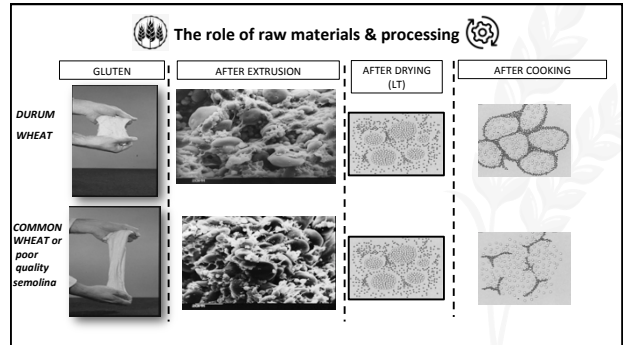 The role of raw materials & processing
GLUTEN
AFTER EXTRUSION
AFTER DRYING
(LT)
AFTER COOKING
DURUM
WHEAT
COMMON
WHEAT or
poor
quality
semolina